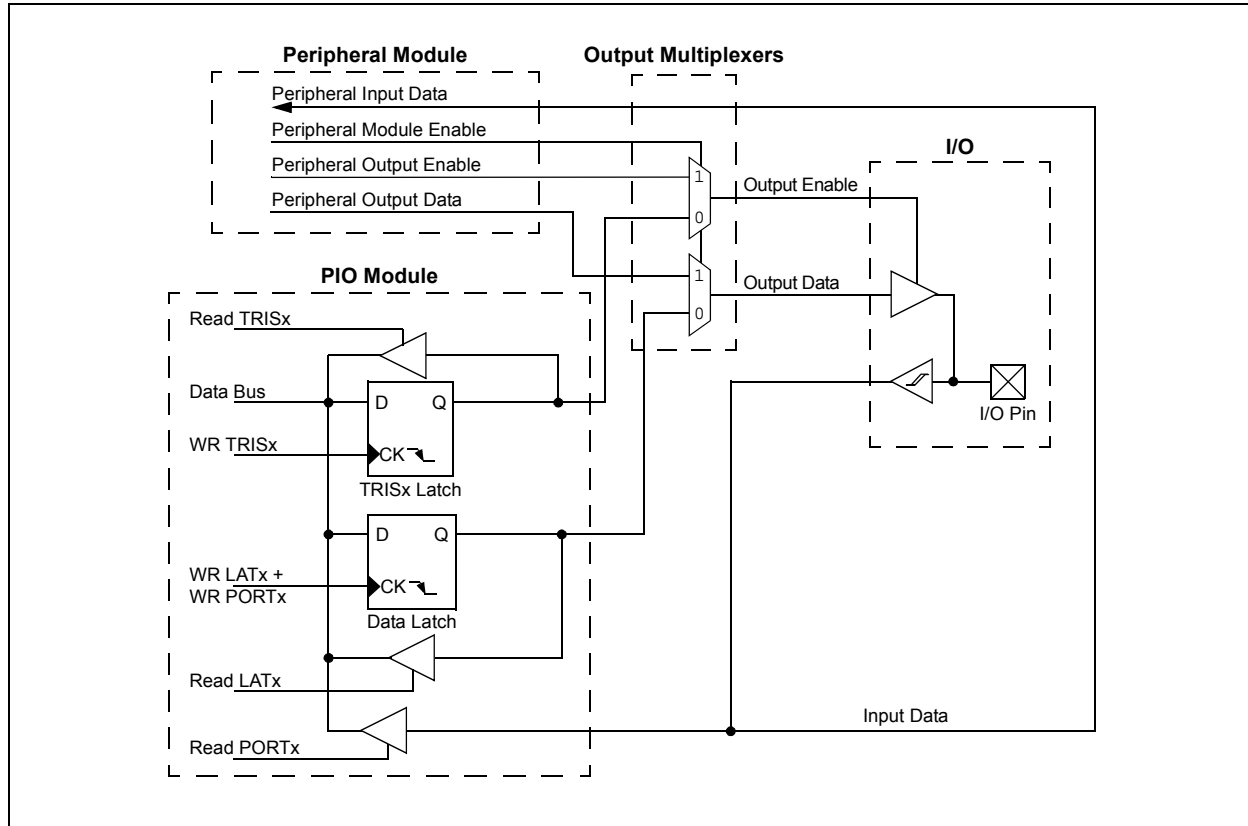 Peripheral Module
Output Multiplexers
Peripheral Input Data
Peripheral Module Enable
I/O
Peripheral Output Enable
1
Output Enable
Peripheral Output Data
0
PIO Module
1
Output Data
0
Read TRISx
Data Bus
D Q
I/O Pin
WR TRISx
CK
TRISx Latch
D Q
WR LATx +
WR PORTx
CK
Data Latch
Read LATx
Input Data
Read PORTx